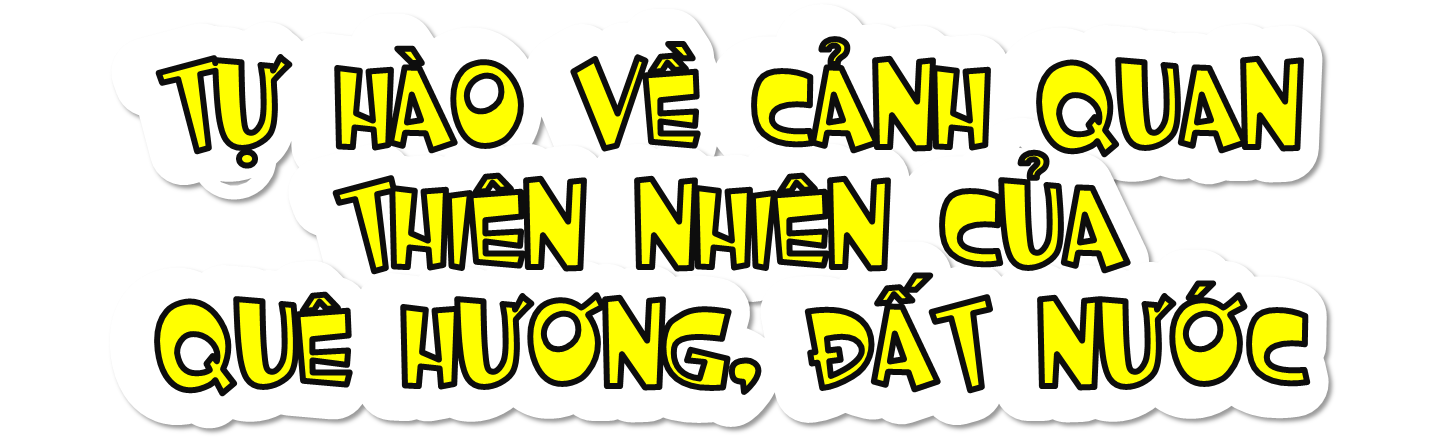 TỰ HÀO VỀ CẢNH QUAN
THIÊN NHIÊN CỦA
QUÊ HƯƠNG, ĐẤT NƯỚC